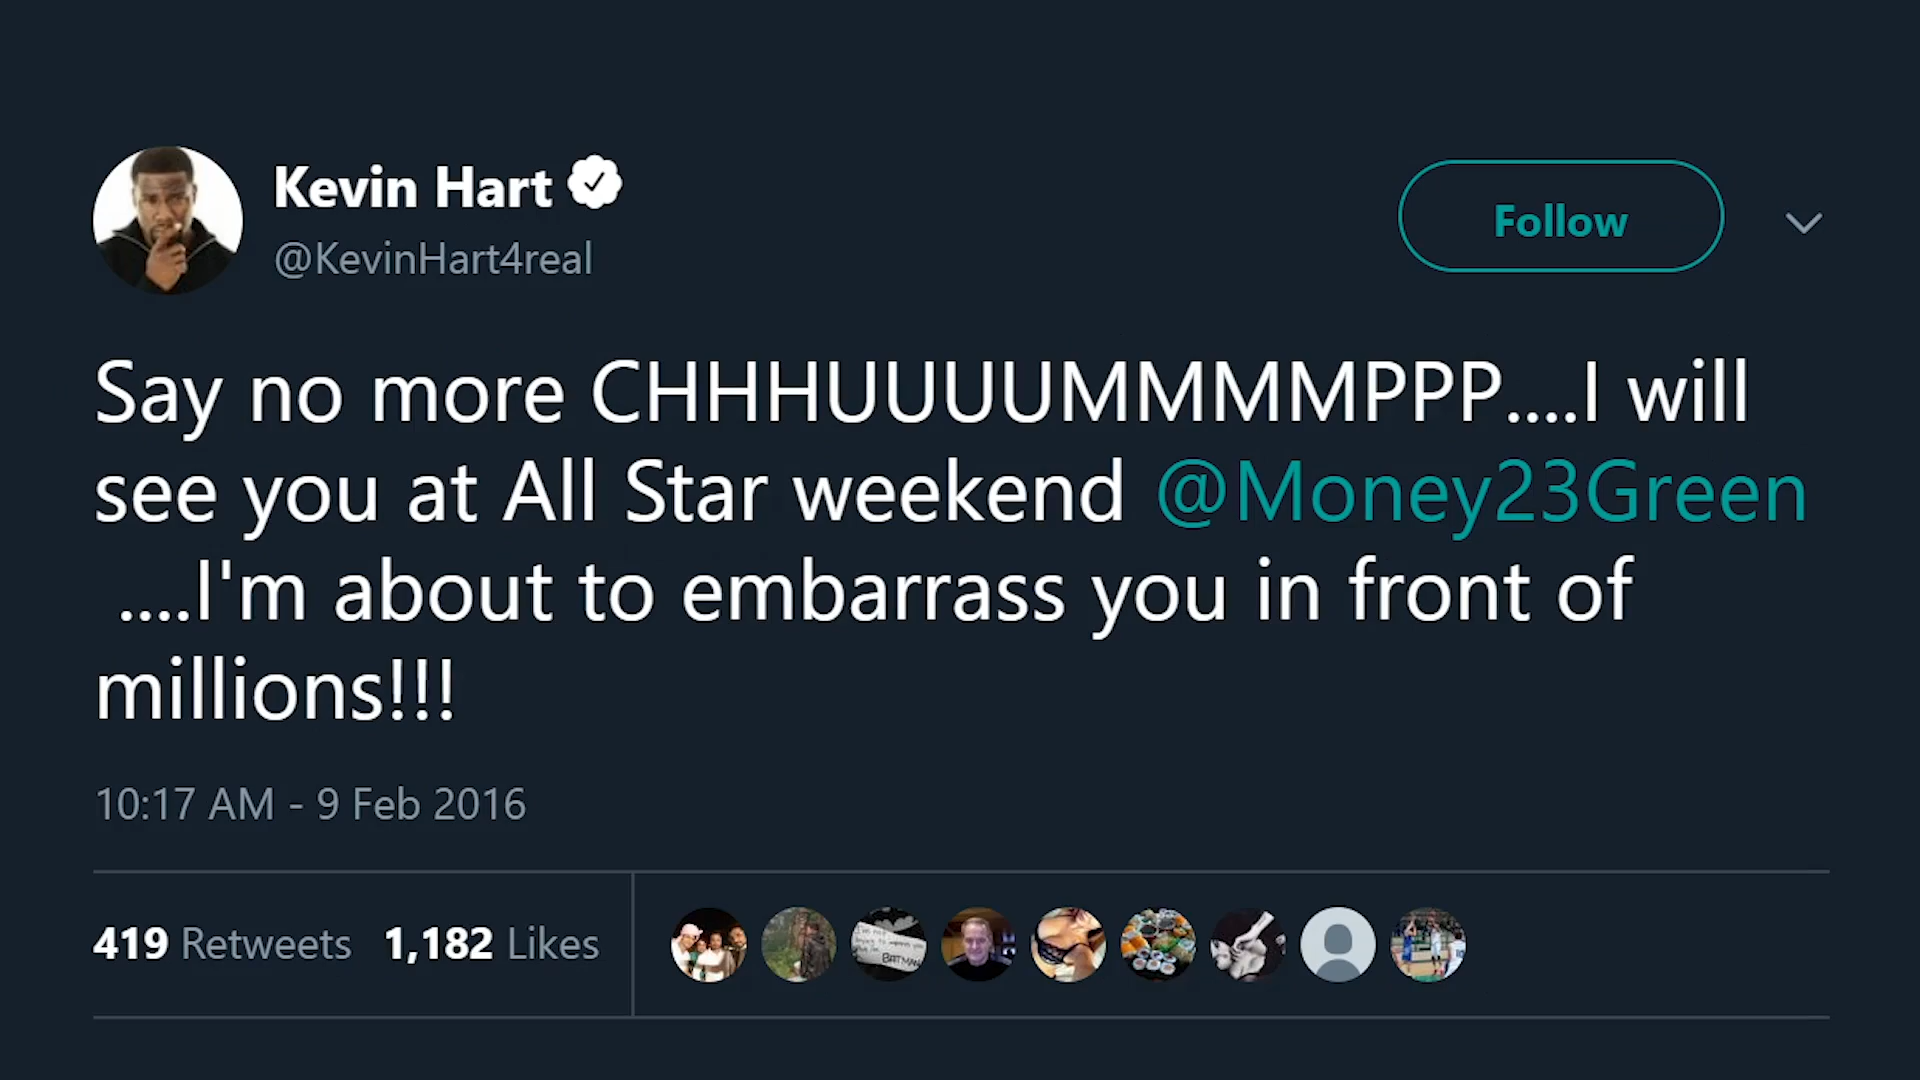 Kevin Hart
@KevinHart4real
Follow
Say no more CHHHUUUUMMMMPPP....I will
see you at All Star weekend @Money23Green
....I'm about to embarrass you in front of
millions!!!
10:17 AM - 9 Feb 2016
419 Retweets 1,182 Likes
BATMAN